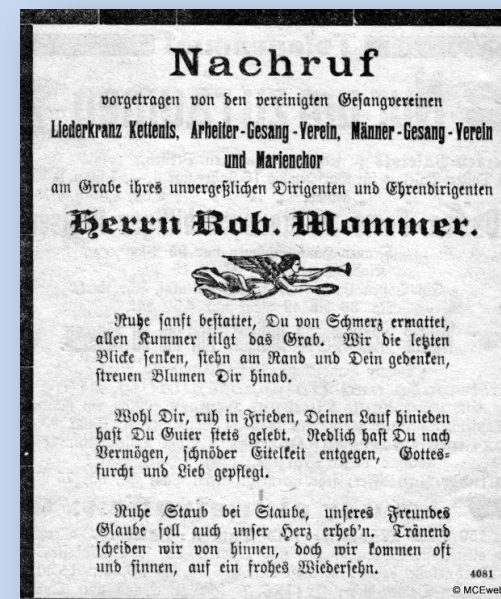 Nachruf
vorgetragen von den vereinigten Gesangvereinen
Liederkranz Kettenis, Arbeiter-Gesang-Verein, Männer-Gesang-Verein
und Marienchor
am Grabe ihres unvergeßlichen Dirigenten und Ehrendirigenten
Herrn Rob. Mommer.
Ruhe sanft bestattet, Du von Schmerz ermattet,
allen Kummer tilgt das Grab. Wir die letzten
Blicke senken, stehn am Rand und Dein gedenken,
streuen Blumen Dir hinab.
Wohl Dir, ruh in Frieden, Deinen Lauf hinieden
hast Du Guter stets gelebt. Redlich hast Du nach
Vermögen, schnöder Eitelkeit entgegen, Gottes-
furcht und Lieb gepflegt.
Ruhe Staub bei Staube, unseres Freundes
Glaube soll auch unser Herz erheb'n. Tränend
scheiden wir von hinnen, doch wir kommen oft
und sinnen, auf ein frohes Wiedersehn.
4081
© MCEweb